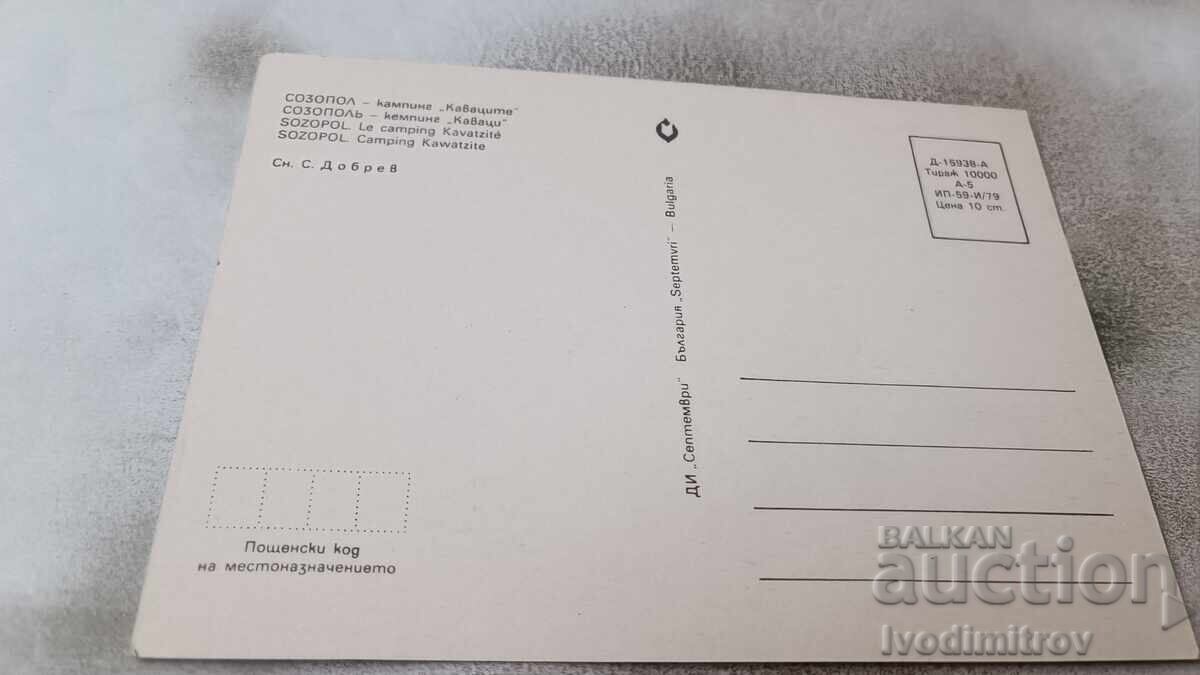 СОЗОПОЛ – кампинг „Каваците“
СОЗОПОЛЬ – кемпинг „Каваци“
SOZOPOL. Le camping Kavatzité
SOZOPOL. Camping Kawatzite
Сн. С. Добрев
Д-15938-А
Тираж 10000
А-5
ИП-59-И/79
Цена 10 ст.
ДИ „Септември“ България „Septemvri“ – Bulgaria
Пощенски код
на местоназначението
BALKAN
auction
Ivodimitrov